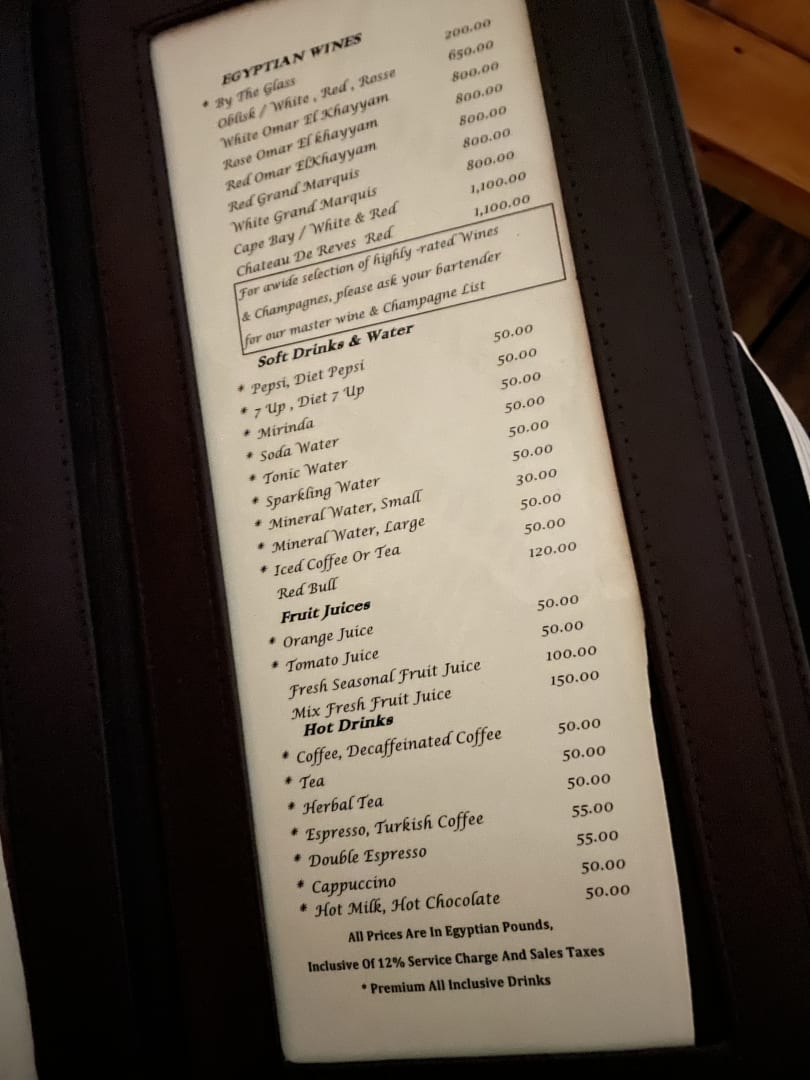 EGYPTIAN WINES
* By The Glass 200.00
Oblisk / White , Red , Rosse 650.00
White Omar El Khayyam 800.00
Rose Omar El khayyam 800.00
Red Omar ElKhayyam 800.00
Red Grand Marquis 800.00
White Grand Marquis 800.00
Cape Bay / White & Red 1,100.00
Chateau De Reves Red 1,100.00
For awide selection of highly -rated Wines
& Champagnes, please ask your bartender
for our master wine & Champagne List
Soft Drinks & Water
* Pepsi, Diet Pepsi 50.00
* 7 Up , Diet 7 Up 50.00
* Mirinda 50.00
* Soda Water 50.00
* Tonic Water 50.00
* Sparkling Water 50.00
* Mineral Water, Small 30.00
* Mineral Water, Large 50.00
* Iced Coffee Or Tea 50.00
Red Bull 120.00
Fruit Juices
* Orange Juice 50.00
* Tomato Juice 50.00
Fresh Seasonal Fruit Juice 100.00
Mix Fresh Fruit Juice 150.00
Hot Drinks
* Coffee, Decaffeinated Coffee 50.00
* Tea 50.00
* Herbal Tea 50.00
* Espresso, Turkish Coffee 55.00
* Double Espresso 55.00
* Cappuccino 50.00
* Hot Milk, Hot Chocolate 50.00
All Prices Are In Egyptian Pounds,
Inclusive Of 12% Service Charge And Sales Taxes
* Premium All Inclusive Drinks